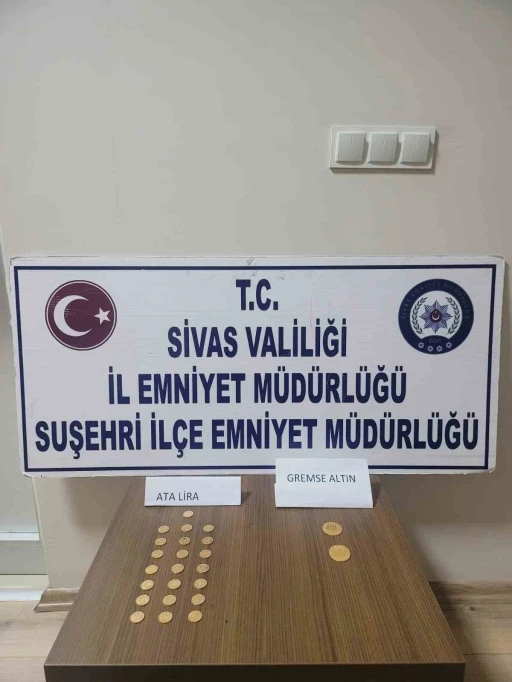 T.C.
SİVAS VALİLİĞİ
İL EMNİYET MÜDÜRLÜĞÜ
SUŞEHRİ İLÇE EMNİYET MÜDÜRLÜĞÜ
ATA LİRA
GREMSE ALTIN